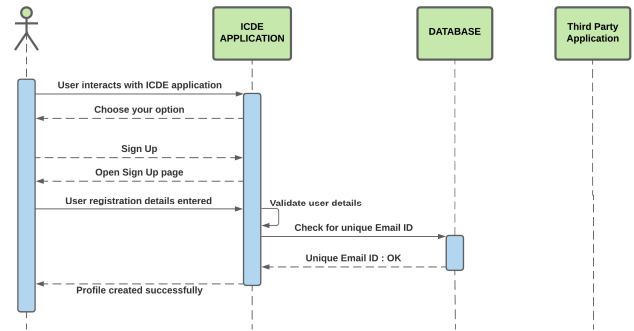 ICDE
APPLICATION
DATABASE
Third Party
Application
User interacts with ICDE application
Choose your option
Sign Up
Open Sign Up page
User registration details entered
Validate user details
Check for unique Email ID
Unique Email ID : OK
Profile created successfully